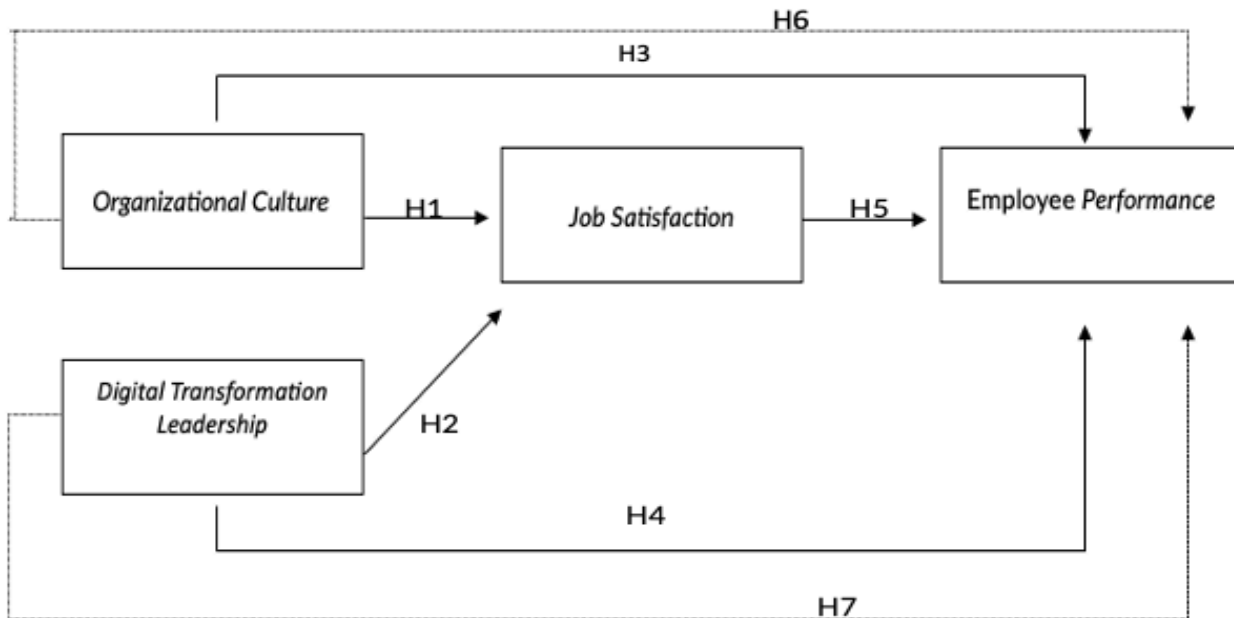 H6
H3
Organizational Culture
H1
Job Satisfaction
H5
Employee Performance
Digital Transformation
Leadership
H2
H4
H7